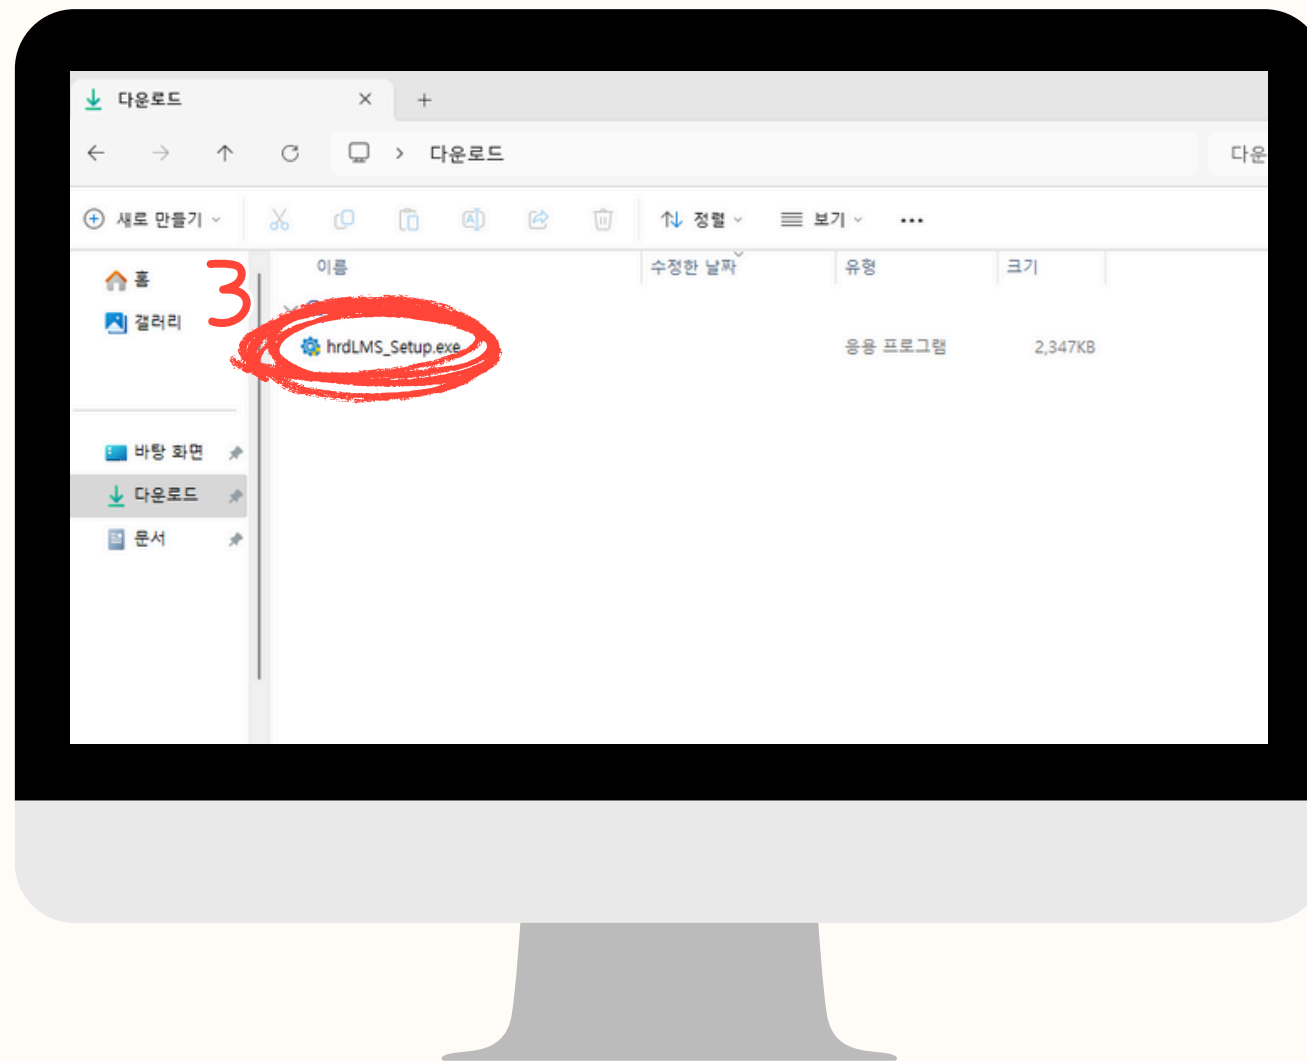 다운로드
다운로드
다운
새로 만들기
정렬
보기
이름
수정한 날짜
유형
크기
홈
3
갤러리
hrdLMS_Setup.exe
응용 프로그램
2,347KB
바탕 화면
다운로드
문서